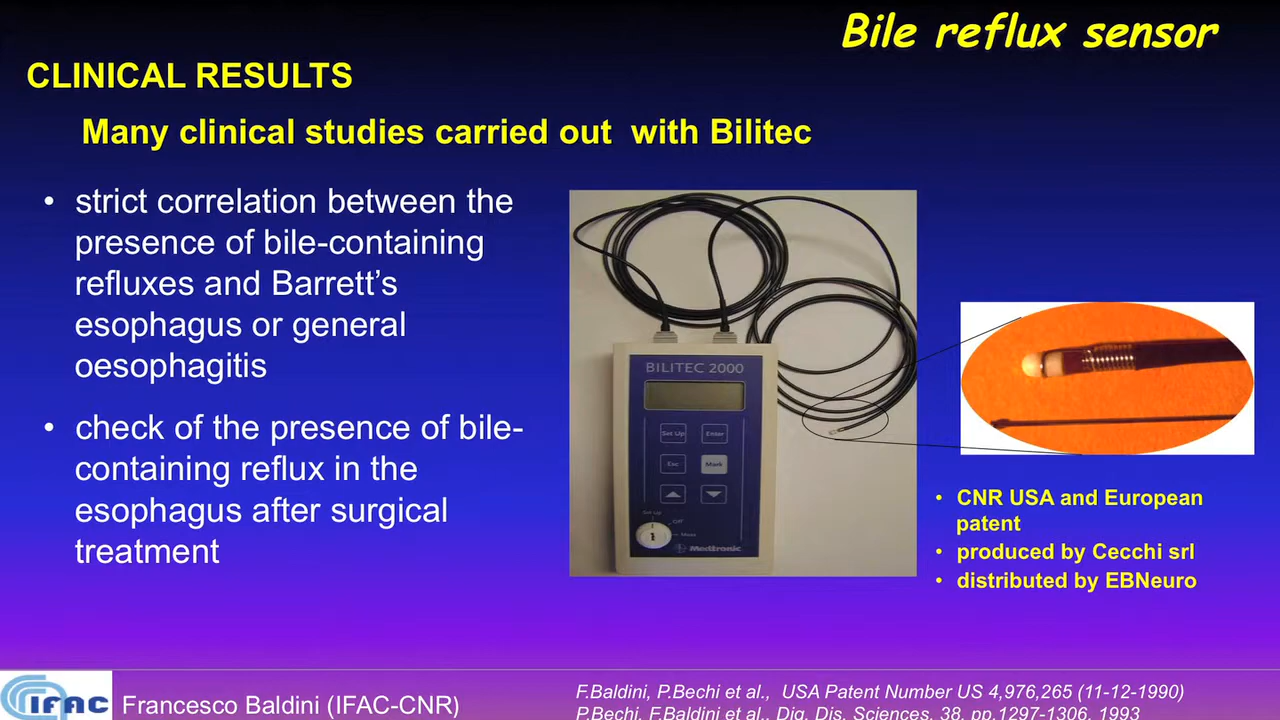 Bile reflux sensor
CLINICAL RESULTS
Many clinical studies carried out with Bilitec
• strict correlation between the
presence of bile-containing
refluxes and Barrett’s
esophagus or general
oesophagitis
• check of the presence of bile-
containing reflux in the
esophagus after surgical
treatment
BILITEC 2000
Set Up
Enter
Esc
Mark
Set Up
Off
Meas
Medtronic
• CNR USA and European
patent
• produced by Cecchi srl
• distributed by EBNeuro
IFAC
Francesco Baldini (IFAC-CNR)
F.Baldini, P.Bechi et al., USA Patent Number US 4,976,265 (11-12-1990)
P.Bechi, F.Baldini et al., Dig. Dis. Sciences, 38, pp.1297-1306, 1993